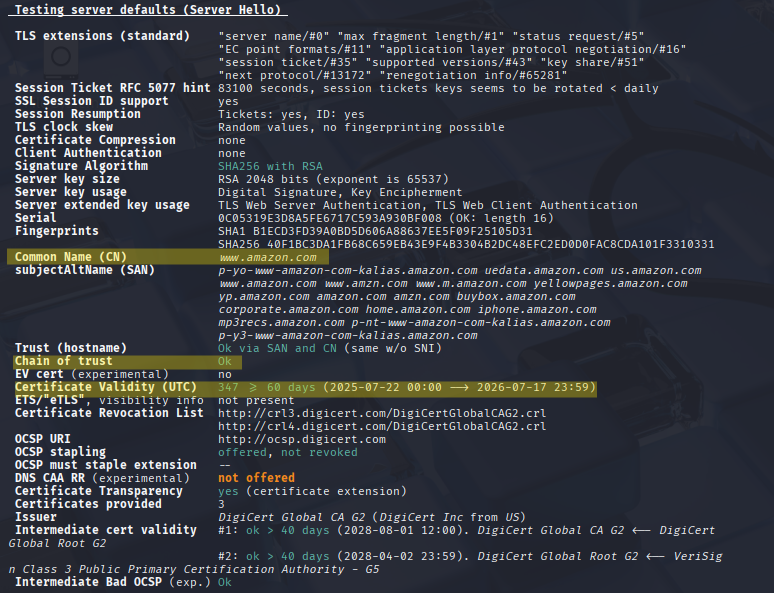 Testing server defaults (Server Hello)
TLS extensions (standard) "server name/#0" "max fragment length/#1" "status request/#5"
"EC point formats/#11" "application layer protocol negotiation/#16"
"session ticket/#35" "supported versions/#43" "key share/#51"
"next protocol/#13172" "renegotiation info/#65281"
Session Ticket RFC 5077 hint 83100 seconds, session tickets keys seems to be rotated < daily
SSL Session ID support yes
Session Resumption Tickets: yes, ID: yes
TLS clock skew Random values, no fingerprinting possible
Certificate Compression none
Client Authentication none
Signature Algorithm SHA256 with RSA
Server key size RSA 2048 bits (exponent is 65537)
Server key usage Digital Signature, Key Encipherment
Server extended key usage TLS Web Server Authentication, TLS Web Client Authentication
Serial 0C05319E3D8A5FE6717C593A930BF008 (OK: length 16)
Fingerprints SHA1 B1ECD3FD39A0BD5D606A88637EE5F09F25105D31
SHA256 40F1BC3DA1FB68C659EB43E9F4B3304B2DC48EFC2ED0D0FAC8CDA101F3310331
Common Name (CN) www.amazon.com
subjectAltName (SAN) p-yo-www-amazon-com-kalias.amazon.com uedata.amazon.com us.amazon.com
www.amazon.com www.amzn.com www.m.amazon.com yellowpages.amazon.com
yp.amazon.com amazon.com amzn.com buybox.amazon.com
corporate.amazon.com home.amazon.com iphone.amazon.com
mp3recs.amazon.com p-nt-www-amazon-com-kalias.amazon.com
p-y3-www-amazon-com-kalias.amazon.com
Trust (hostname) Ok via SAN and CN (same w/o SNI)
Chain of trust Ok
EV cert (experimental) no
Certificate Validity (UTC) 347 >= 60 days (2025-07-22 00:00 --> 2026-07-17 23:59)
ETS/"eTLS", visibility info not present
Certificate Revocation List http://crl3.digicert.com/DigiCertGlobalCAG2.crl
http://crl4.digicert.com/DigiCertGlobalCAG2.crl
OCSP URI http://ocsp.digicert.com
OCSP stapling offered, not revoked
OCSP must staple extension --
DNS CAA RR (experimental) not offered
Certificate Transparency yes (certificate extension)
Certificates provided 3
Issuer DigiCert Global CA G2 (DigiCert Inc from US)
Intermediate cert validity #1: ok > 40 days (2028-08-01 12:00). DigiCert Global CA G2 <-- DigiCert
Global Root G2
#2: ok > 40 days (2028-04-02 23:59). DigiCert Global Root G2 <-- VeriSig
n Class 3 Public Primary Certification Authority - G5
Intermediate Bad OCSP (exp.) Ok